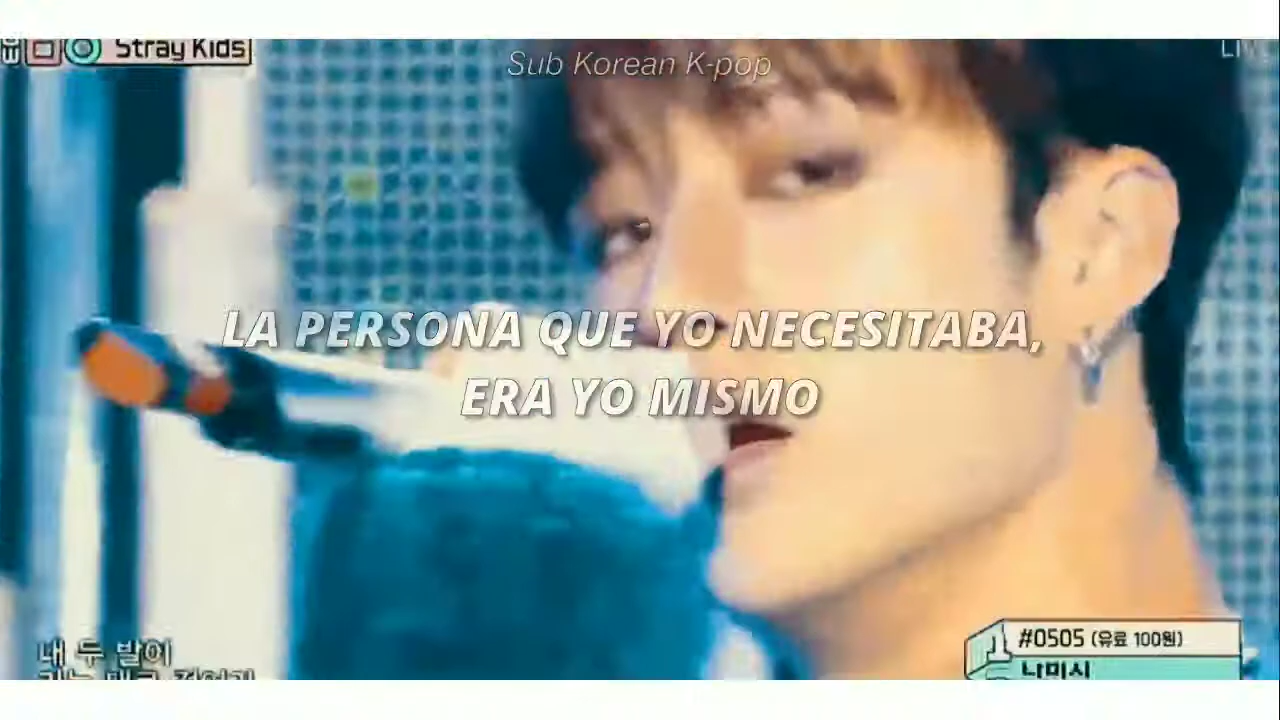 Stray Kids
Sub Korean K-pop
LIVE
LA PERSONA QUE YO NECESITABA,
ERA YO MISMO
내 두 발이
#0505 (유료 100원)